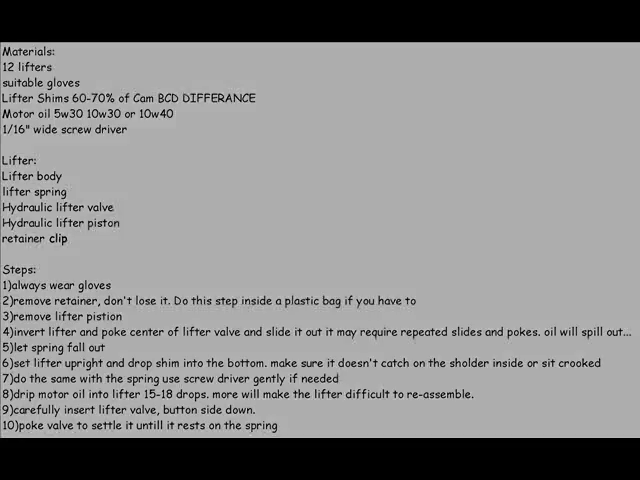 Materials:
12 lifters
suitable gloves
Lifter Shims 60-70% of Cam BCD DIFFERANCE
Motor oil 5w30 10w30 or 10w40
1/16" wide screw driver
Lifter:
Lifter body
lifter spring
Hydraulic lifter valve
Hydraulic lifter piston
retainer clip
Steps:
1)always wear gloves
2)remove retainer, don't lose it. Do this step inside a plastic bag if you have to
3)remove lifter pistion
4)invert lifter and poke center of lifter valve and slide it out it may require repeated slides and pokes. oil will spill out...
5)let spring fall out
6)set lifter upright and drop shim into the bottom. make sure it doesn't catch on the sholder inside or sit crooked
7)do the same with the spring use screw driver gently if needed
8)drip motor oil into lifter 15-18 drops. more will make the lifter difficult to re-assemble.
9)carefully insert lifter valve, button side down.
10)poke valve to settle it untill it rests on the spring